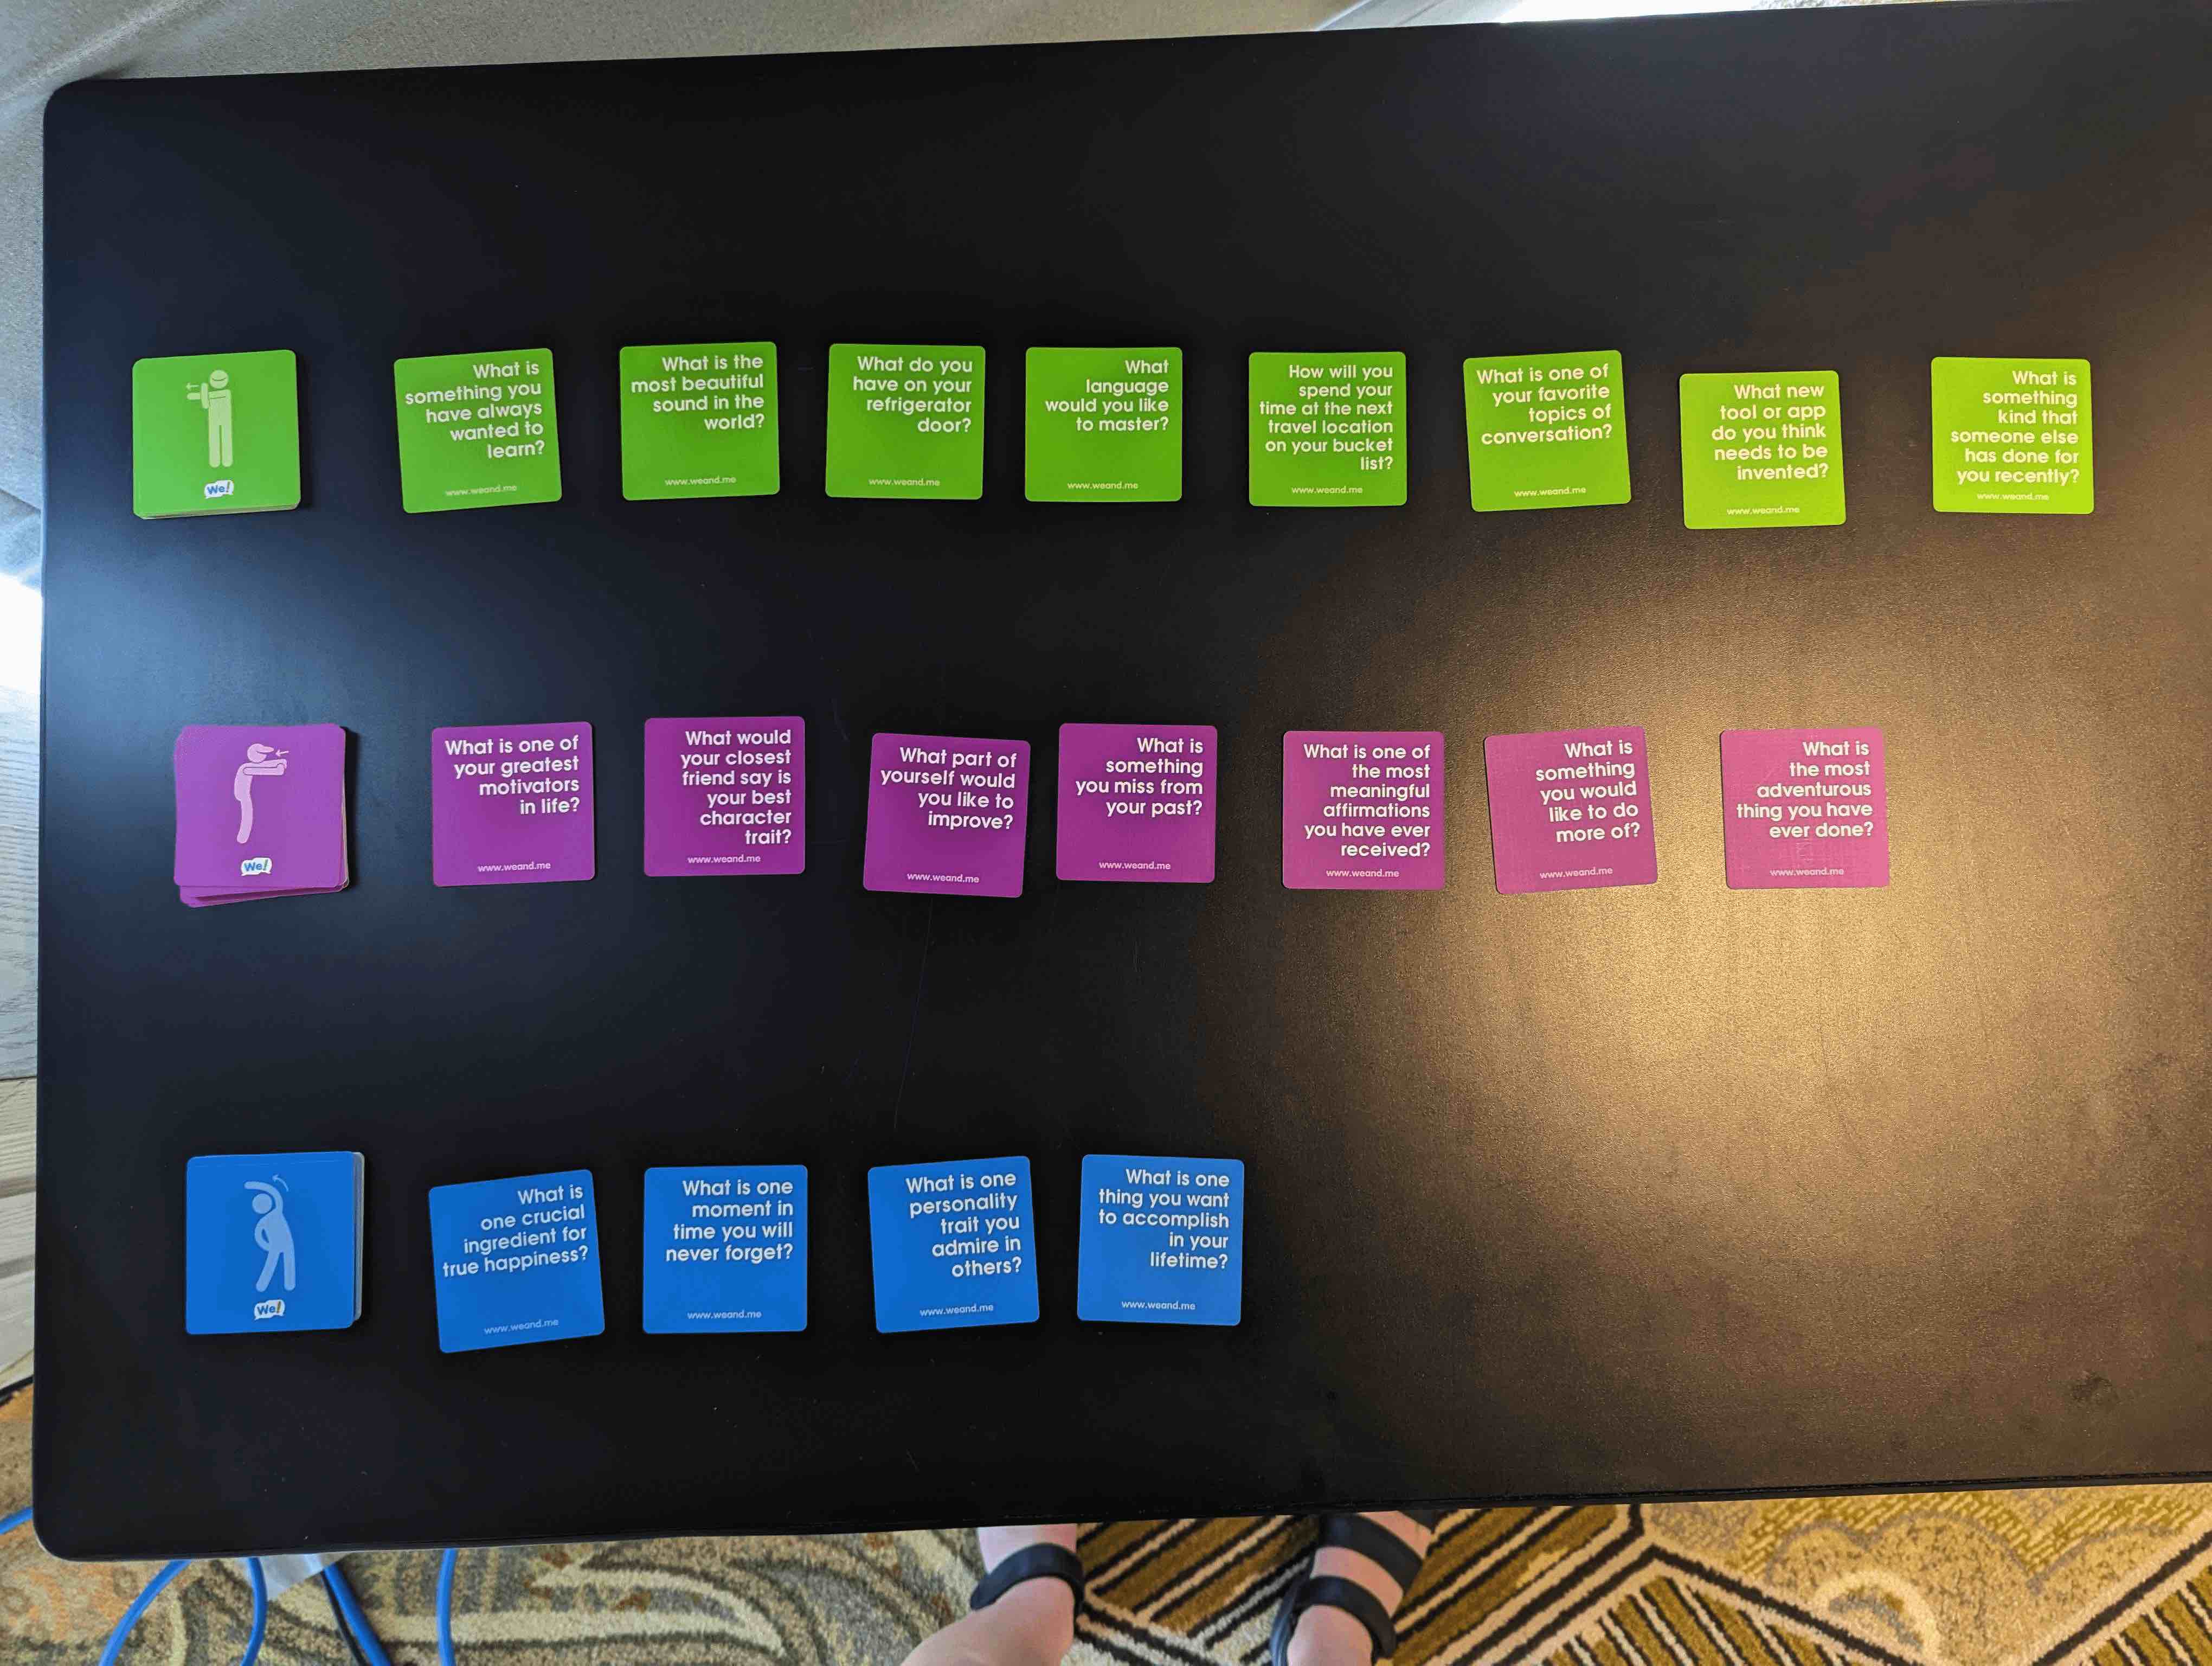 We!
What is
something you
have always
wanted to
learn?
www.weand.me
What is the
most beautiful
sound in the
world?
www.weand.me
What do you
have on your
refrigerator
door?
www.weand.me
What
language
would you like
to master?
www.weand.me
How will you
spend your
time at the next
travel location
on your bucket
list?
www.weand.me
What is one of
your favorite
topics of
conversation?
www.weand.me
What new
tool or app
do you think
needs to be
invented?
www.weand.me
What is
something
kind that
someone else
has done for
you recently?
www.weand.me
We!
What is one of
your greatest
motivators
in life?
www.weand.me
What would
your closest
friend say is
your best
character
trait?
www.weand.me
What part of
yourself would
you like to
improve?
www.weand.me
What is
something
you miss from
your past?
www.weand.me
What is one of
the most
meaningful
affirmations
you have ever
received?
www.weand.me
What is
something
you would
like to do
more of?
www.weand.me
What is
the most
adventurous
thing you have
ever done?
www.weand.me
We!
What is
one crucial
ingredient for
true happiness?
www.weand.me
What is one
moment in
time you will
never forget?
www.weand.me
What is one
personality
trait you
admire in
others?
www.weand.me
What is one
thing you want
to accomplish
in your
lifetime?
www.weand.me